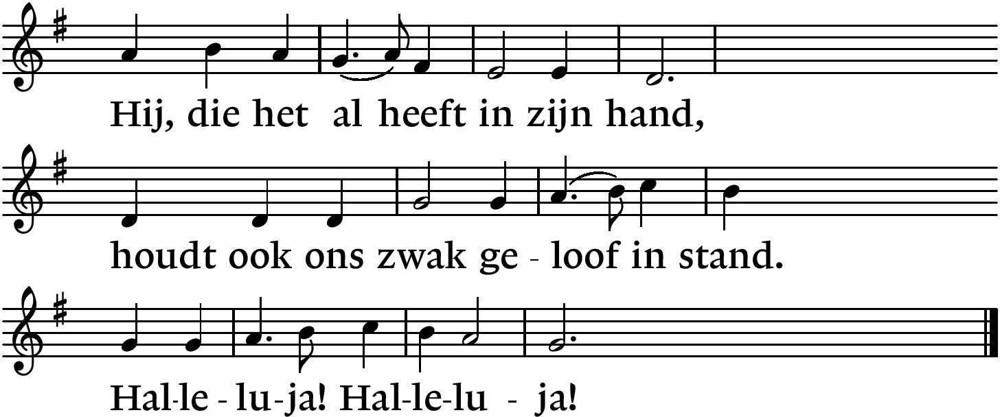 Hij, die het al heeft in zijn hand,
houdt ook ons zwak ge - loof in stand.
Hal-le - lu-ja! Hal-le-lu - ja!